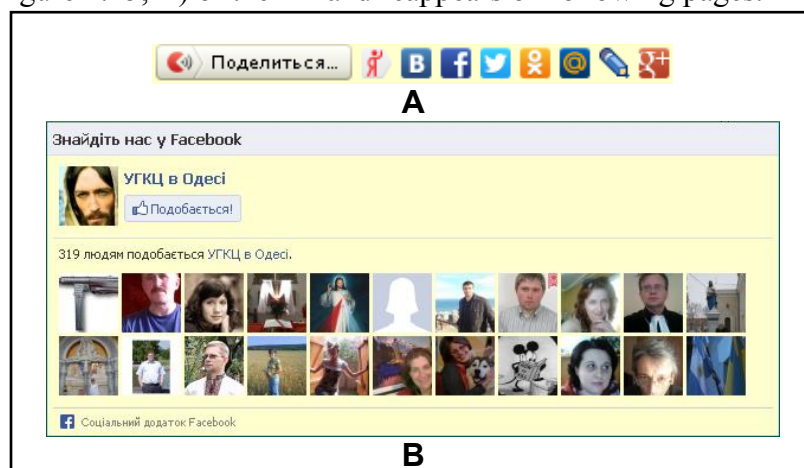 Поделиться...
A
Знайдіть нас у Facebook
УГКЦ в Одесі
Подобається!
319 людям подобається УГКЦ в Одесі.
Соціальний додаток Facebook
B